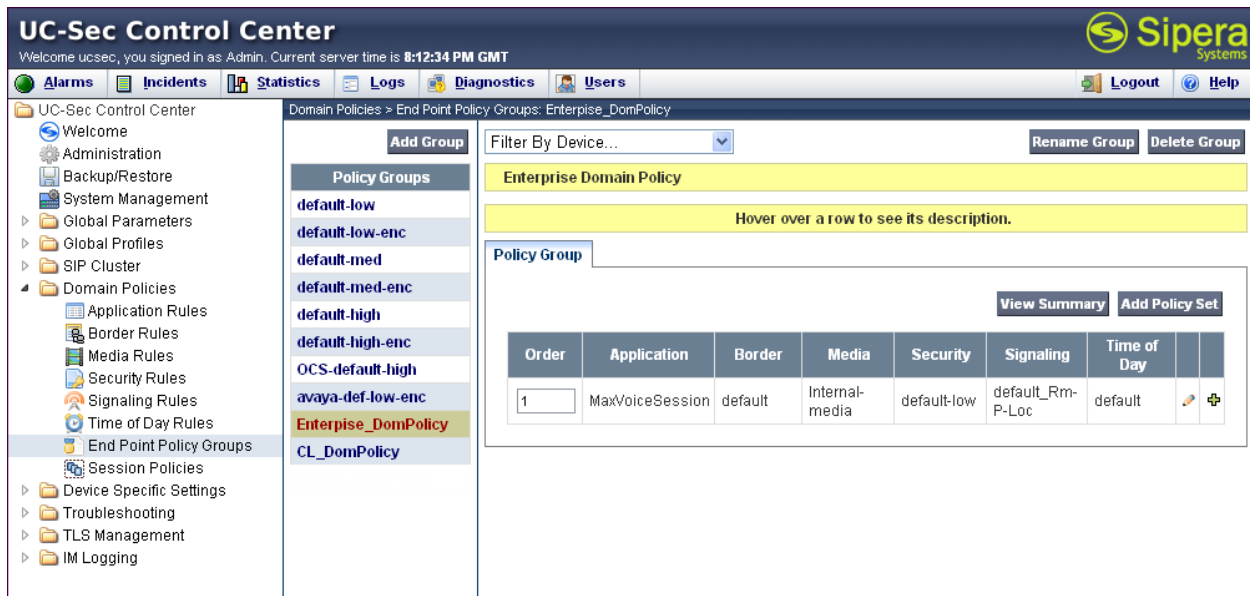 UC-Sec Control Center
Welcome ucsec, you signed in as Admin. Current server time is 8:12:34 PM GMT
Sipera
Systems
Alarms Incidents Statistics Logs Diagnostics Users Logout Help
UC-Sec Control Center
Welcome
Administration
Backup/Restore
System Management
Global Parameters
Global Profiles
SIP Cluster
Domain Policies
Application Rules
Border Rules
Media Rules
Security Rules
Signaling Rules
Time of Day Rules
End Point Policy Groups
Session Policies
Device Specific Settings
Troubleshooting
TLS Management
IM Logging
Domain Policies > End Point Policy Groups: Enterpise_DomPolicy
Add Group
Policy Groups
default-low
default-low-enc
default-med
default-med-enc
default-high
default-high-enc
OCS-default-high
avaya-def-low-enc
Enterpise_DomPolicy
CL_DomPolicy
Filter By Device... Rename Group Delete Group
Enterprise Domain Policy
Hover over a row to see its description.
Policy Group
View Summary Add Policy Set
Order Application Border Media Security Signaling Time of
Day
1 MaxVoiceSession default Internal-
media default-low default_Rm-
P-Loc default